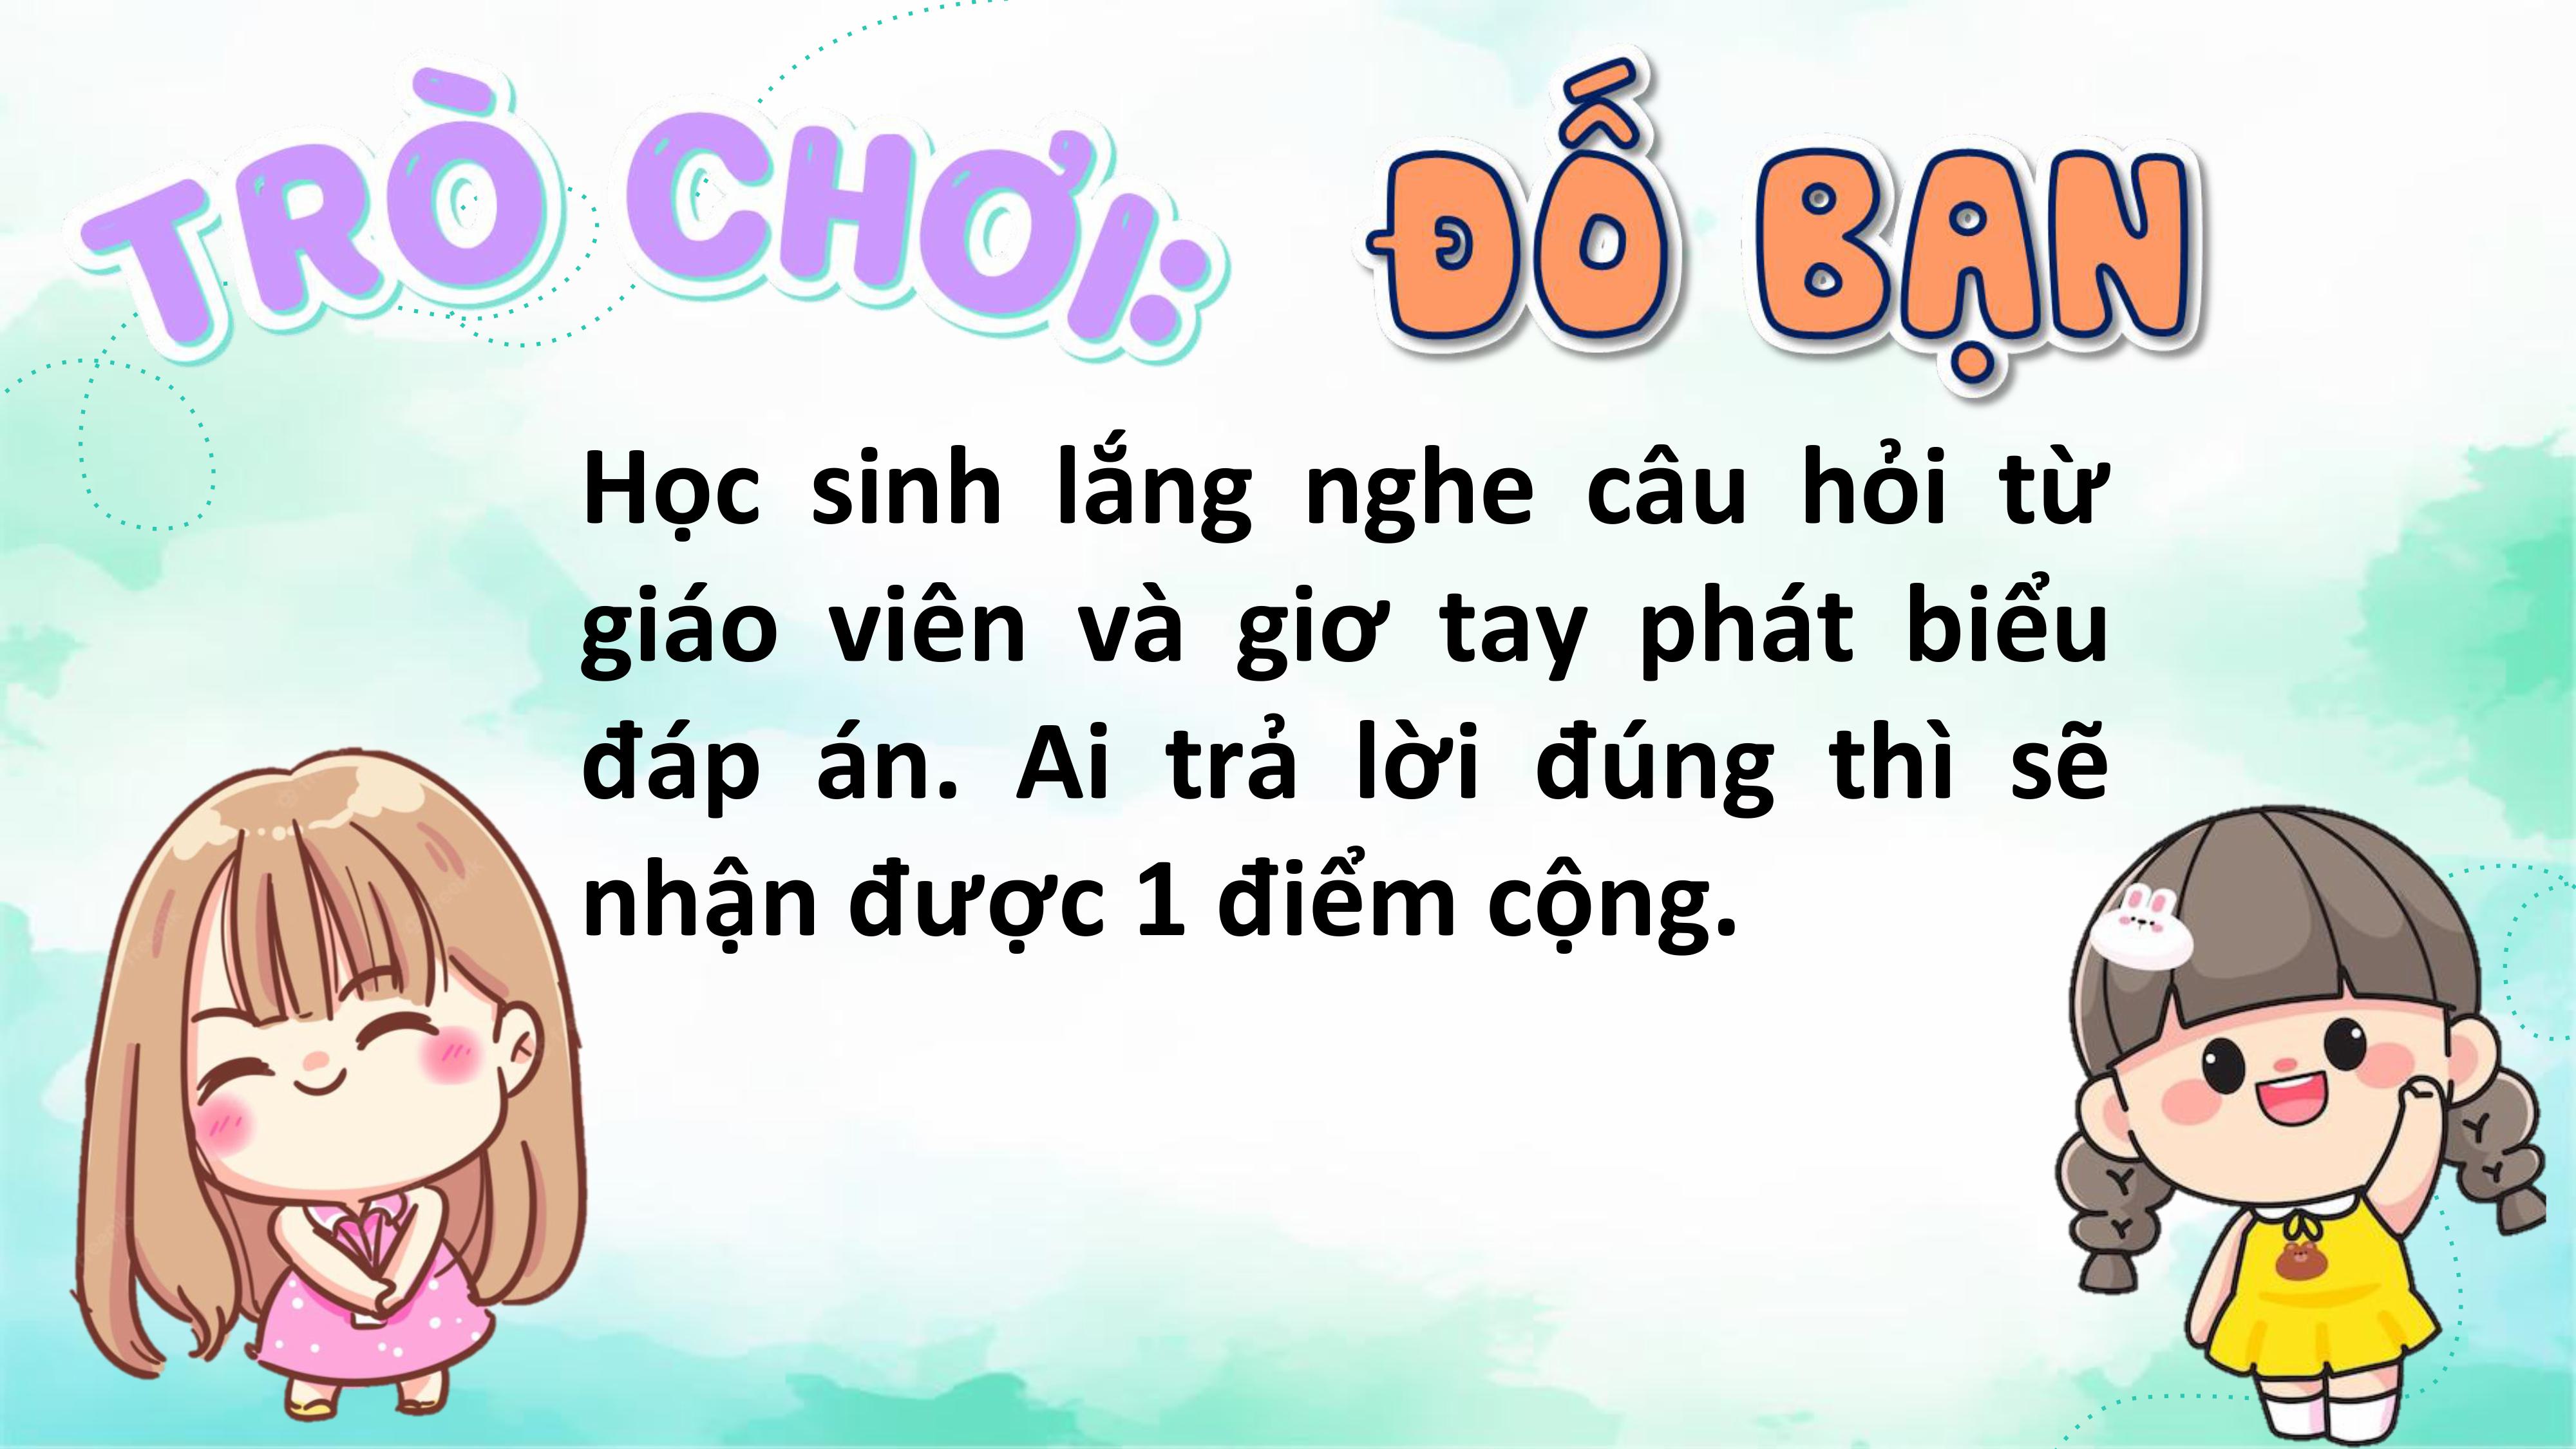 TRÒ CHƠI: ĐỐ BẠN
Học sinh lắng nghe câu hỏi từ
giáo viên và giơ tay phát biểu
đáp án. Ai trả lời đúng thì sẽ
nhận được 1 điểm cộng.